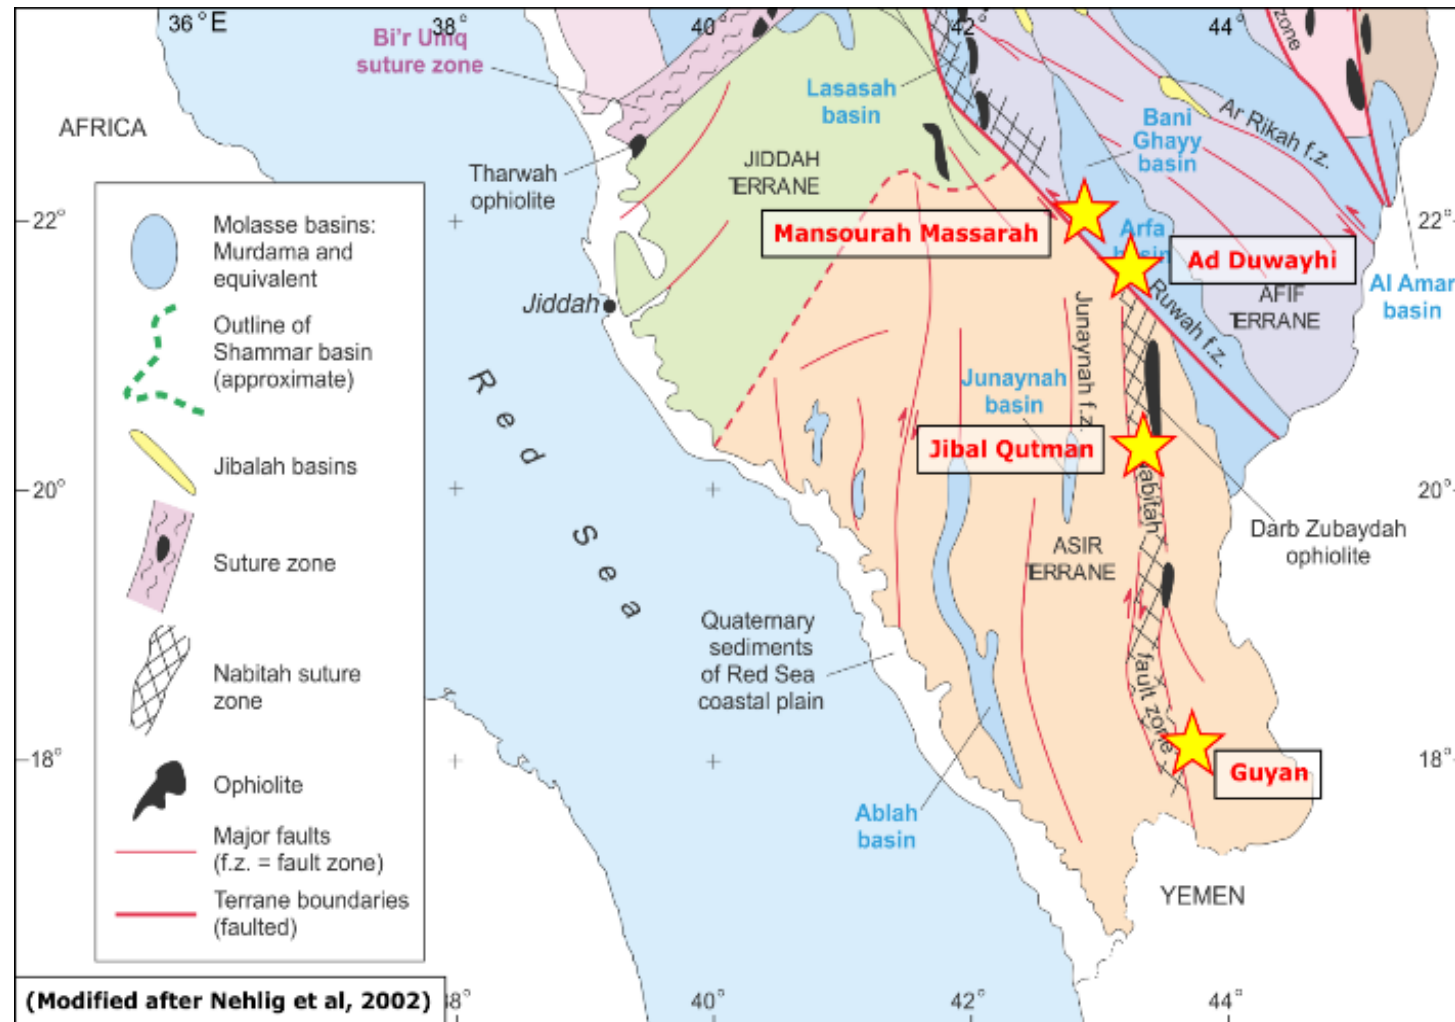 36° E
38°
40°
42°
44°
Bi'r Umq
suture zone
AFRICA
Lasasah
basin
Bani
Ghayy
basin
Ar Rikah f.z.
zone
JIDDAH
TERRANE
Tharwah
ophiolite
22°
22°
Mansourah Massarah
Arfa
basin
Ad Duwayhi
Al Amar
basin
AFIF
TERRANE
Ruwah f.z.
Jiddah
Junaynah f.z.
Junaynah
basin
Red Sea
Jibal Qutman
20°
20°
Nabitah
fault zone
Darb Zubaydah
ophiolite
ASIR
TERRANE
Quaternary
sediments
of Red Sea
coastal plain
18°
18°
Guyan
Ablah
basin
YEMEN
Molasse basins:
Murdama and
equivalent
Outline of
Shammar basin
(approximate)
Jibalah basins
Suture zone
Nabitah suture
zone
Ophiolite
Major faults
(f.z. = fault zone)
Terrane boundaries
(faulted)
(Modified after Nehlig et al, 2002)
38°
40°
42°
44°